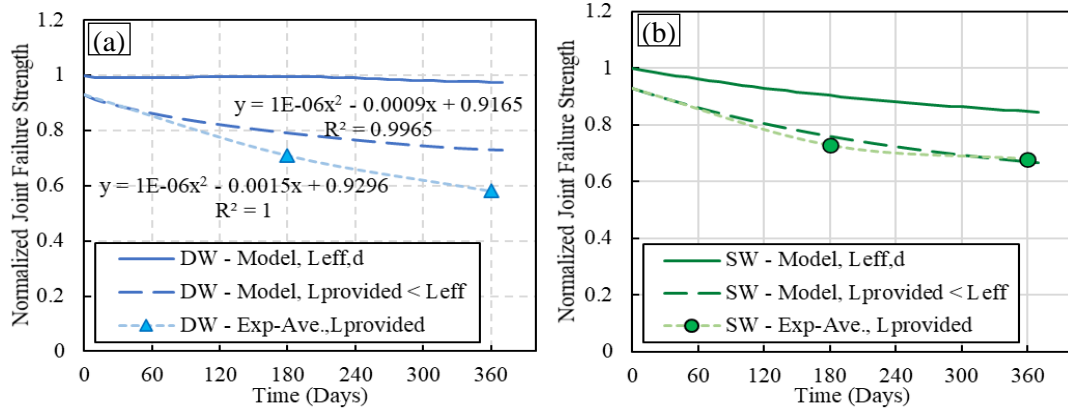 (a)
Normalized Joint Failure Strength
1.2
1
0.8
0.6
0.4
0.2
0
y = 1E-06x² - 0.0009x + 0.9165
R² = 0.9965
y = 1E-06x² - 0.0015x + 0.9296
R² = 1
DW - Model, Leff,d
DW - Model, Lprovided < Leff
DW - Exp-Ave.,Lprovided
0 60 120 180 240 300 360
Time (Days)
(b)
Normalized Joint Failure Strength
1.2
1
0.8
0.6
0.4
0.2
0
SW - Model, Leff,d
SW - Model, Lprovided < Leff
SW - Exp-Ave., Lprovided
0 60 120 180 240 300 360
Time (Days)